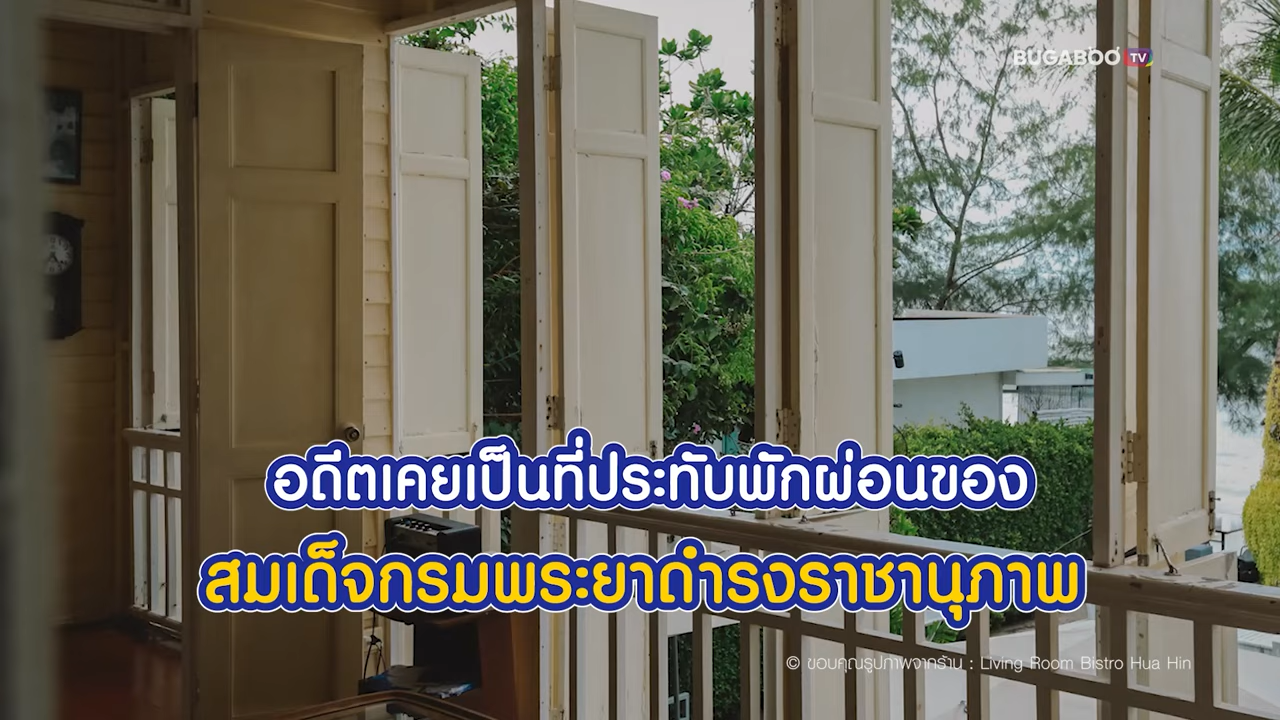 BUGABOO TV
อดีตเคยเป็นที่ประทับพักผ่อนของ
สมเด็จกรมพระยาดำรงราชานุภาพ
© ขอบคุณรูปภาพจากร้าน : Living Room Bistro Hua Hin